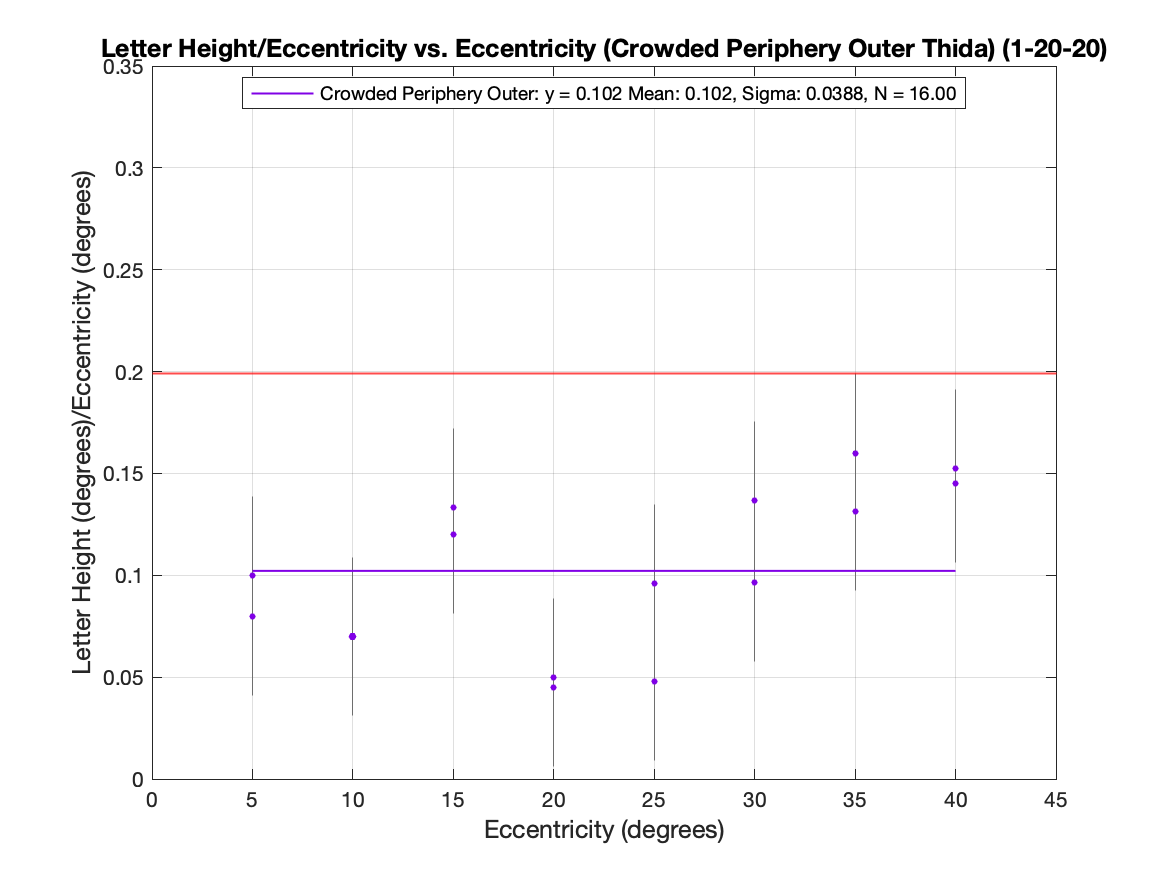 Letter Height/Eccentricity vs. Eccentricity (Crowded Periphery Outer Thida) (1-20-20)
Crowded Periphery Outer: y = 0.102 Mean: 0.102, Sigma: 0.0388, N = 16.00
Letter Height (degrees)/Eccentricity (degrees)
0.35
0.3
0.25
0.2
0.15
0.1
0.05
0
0 5 10 15 20 25 30 35 40 45
Eccentricity (degrees)